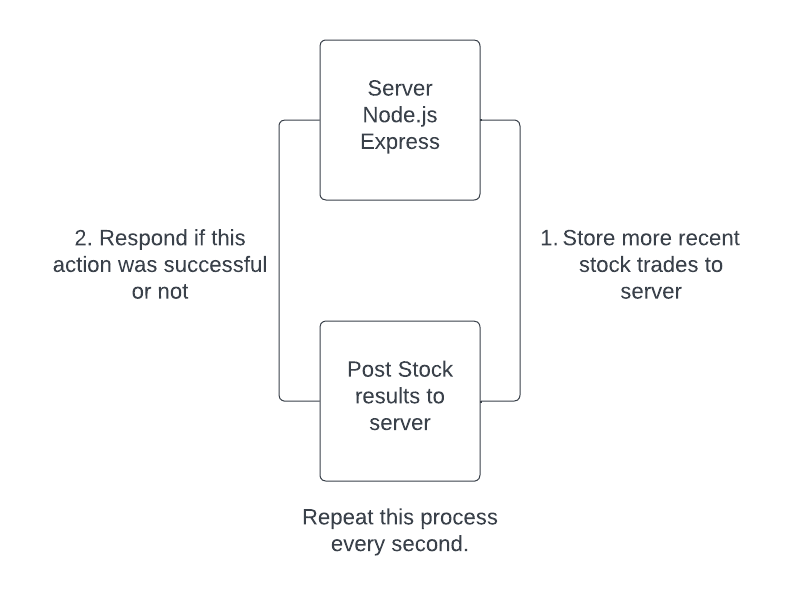 Server
Node.js
Express
2. Respond if this
action was successful
or not
1. Store more recent
stock trades to
server
Post Stock
results to
server
Repeat this process
every second.